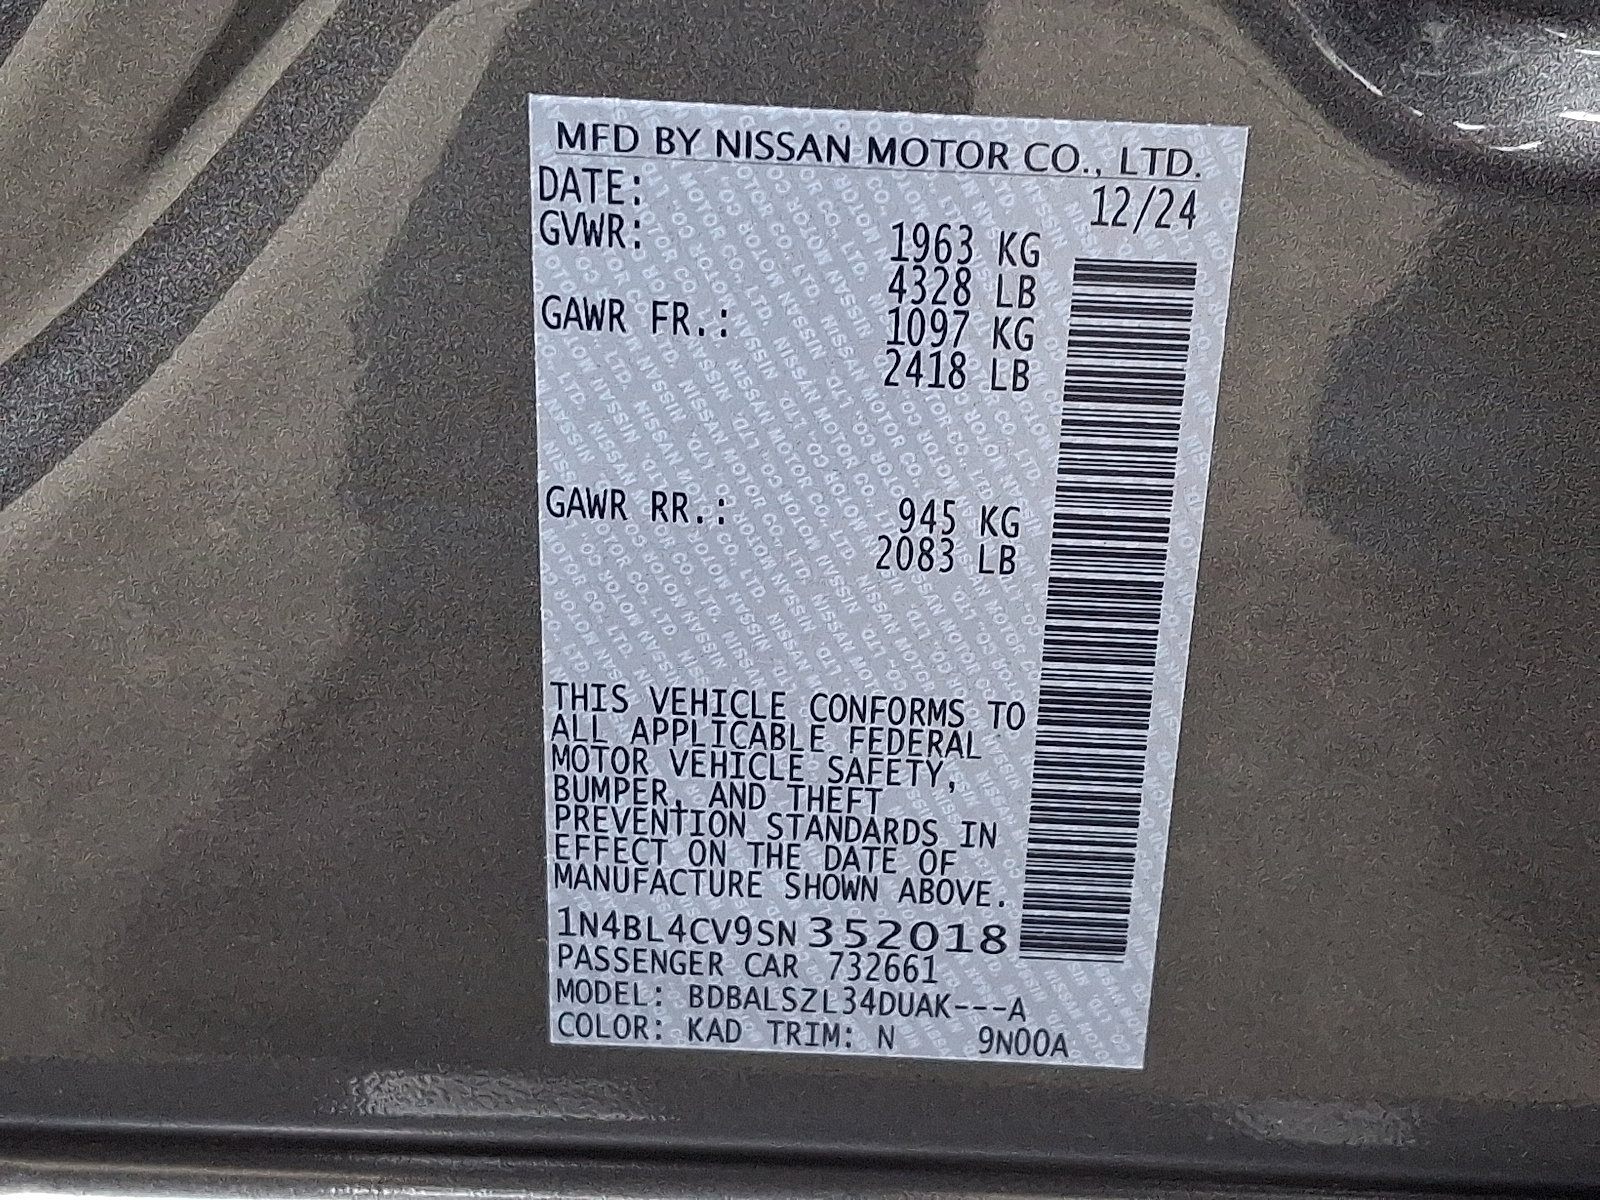 MFD BY NISSAN MOTOR CO., LTD.
DATE: 12/24
GVWR: 1963 KG
4328 LB
GAWR FR.: 1097 KG
2418 LB
GAWR RR.: 945 KG
2083 LB
THIS VEHICLE CONFORMS TO
ALL APPLICABLE FEDERAL
MOTOR VEHICLE SAFETY,
BUMPER, AND THEFT
PREVENTION STANDARDS IN
EFFECT ON THE DATE OF
MANUFACTURE SHOWN ABOVE.
1N4BL4CV9SN352018
PASSENGER CAR 732661
MODEL: BDBALSZL34DUAK---A
COLOR: KAD TRIM: N 9N00A